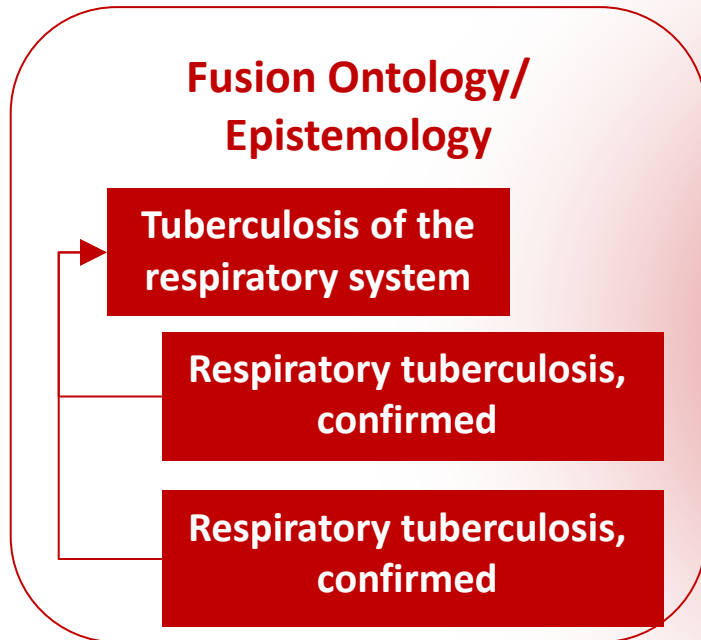 Fusion Ontology/
Epistemology
Tuberculosis of the
respiratory system
Respiratory tuberculosis,
confirmed
Respiratory tuberculosis,
confirmed